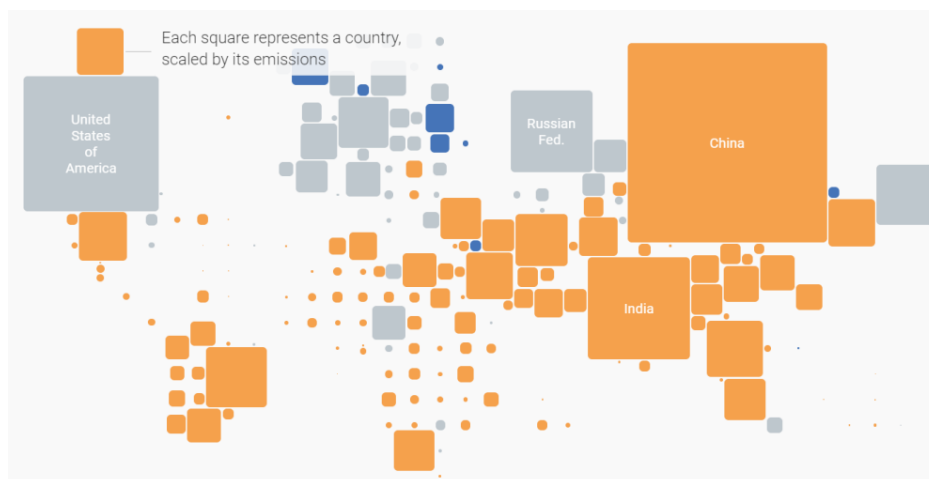 Each square represents a country,
scaled by its emissions
United
States
of
America
Russian
Fed.
China
India